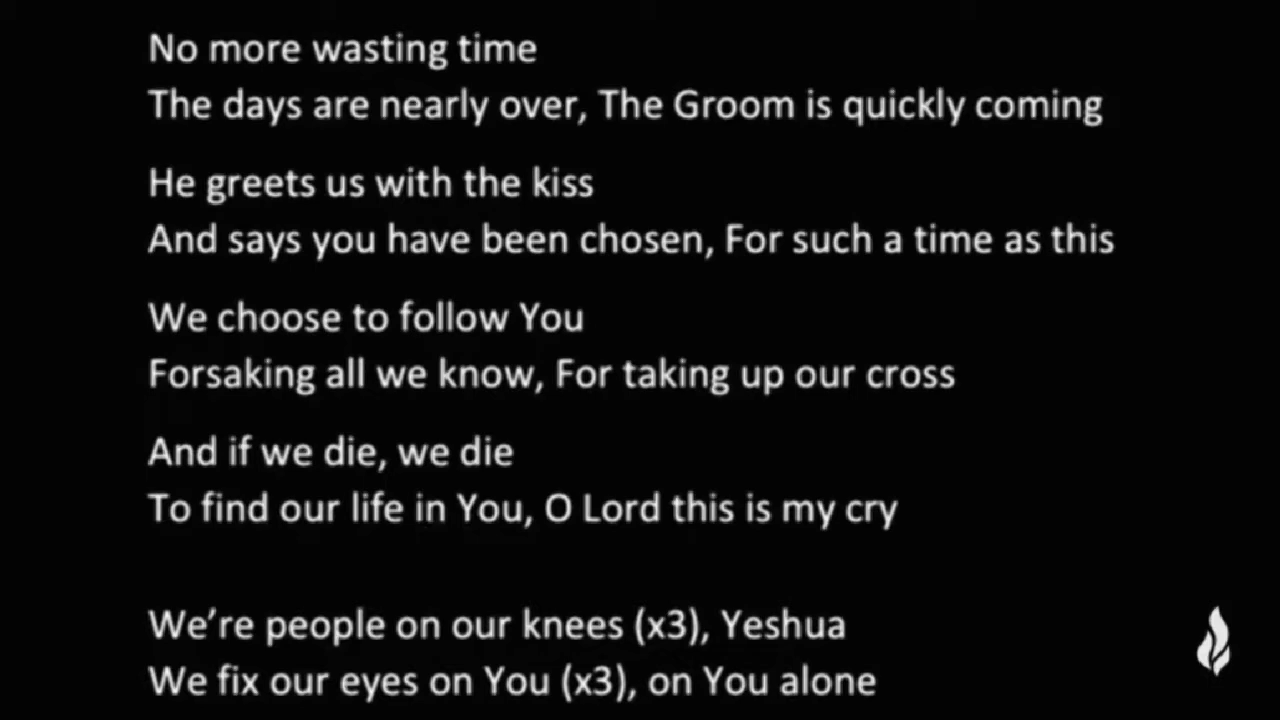 No more wasting time
The days are nearly over, The Groom is quickly coming
He greets us with the kiss
And says you have been chosen, For such a time as this
We choose to follow You
Forsaking all we know, For taking up our cross
And if we die, we die
To find our life in You, O Lord this is my cry
We’re people on our knees (x3), Yeshua
We fix our eyes on You (x3), on You alone